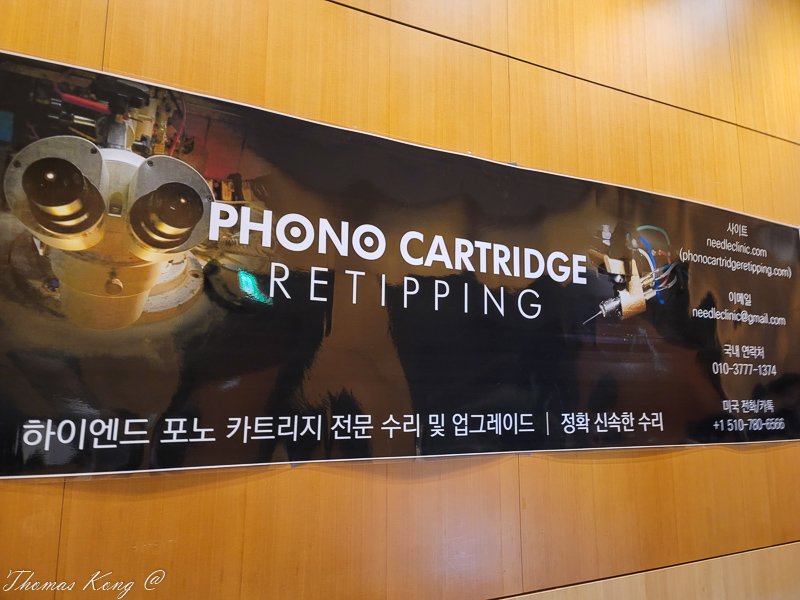 PHONO CARTRIDGE
RETIPPING
하이엔드 포노 카트리지 전문 수리 및 업그레이드 | 정확 신속한 수리
사이트
needleclinic.com
(phonocartridgeretipping.com)
이메일
needleclinic@gmail.com
국내 연락처
010-3777-1374
미국 전화/카톡
+1 510-780-6566
Thomas Kong @